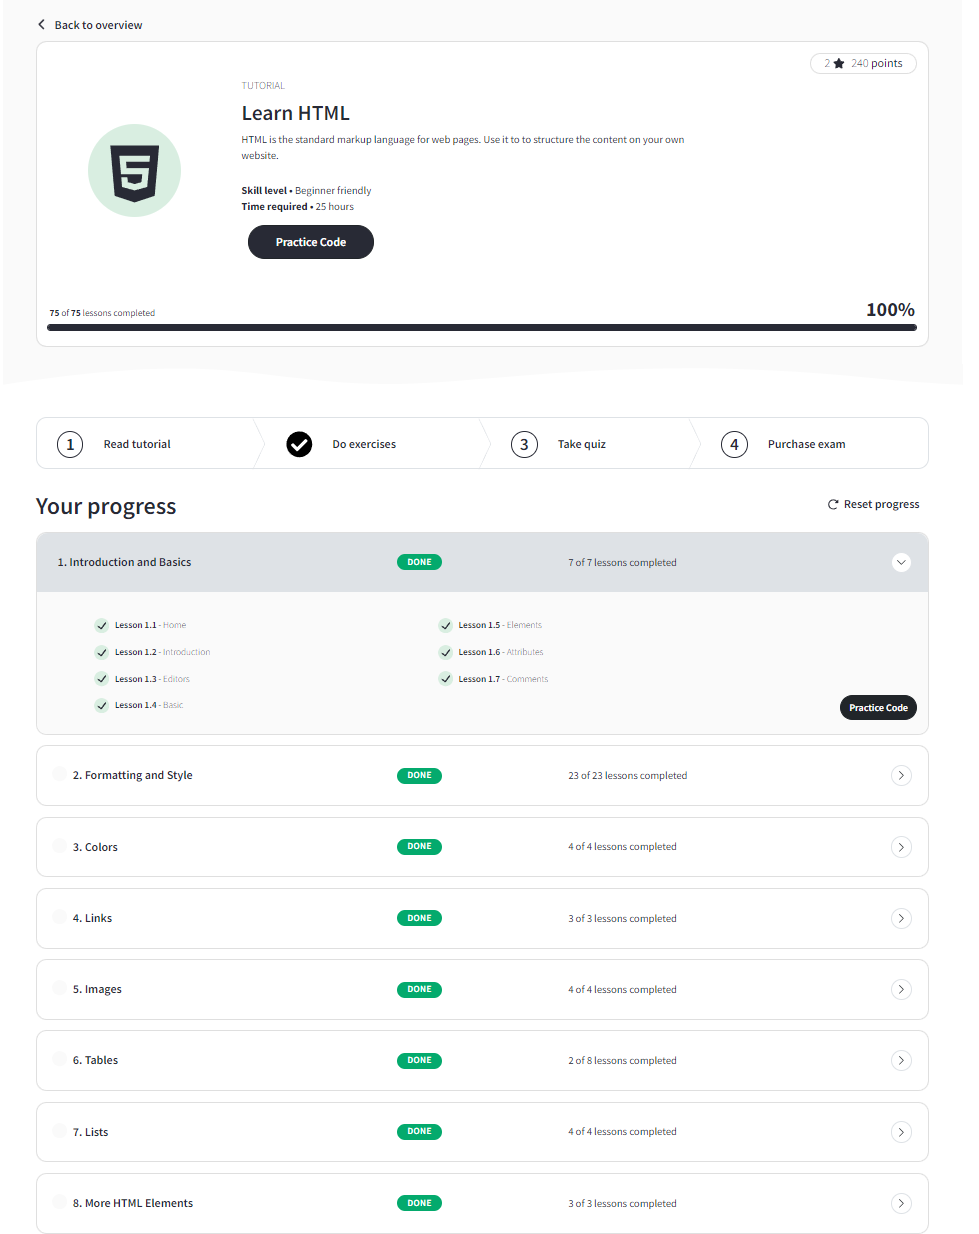 Back to overview
2 ★ 240 points
TUTORIAL
Learn HTML
HTML is the standard markup language for web pages. Use it to to structure the content on your own
website.
Skill level • Beginner friendly
Time required • 25 hours
Practice Code
75 of 75 lessons completed
100%
1 Read tutorial
Do exercises
3 Take quiz
4 Purchase exam
Your progress
Reset progress
1. Introduction and Basics DONE 7 of 7 lessons completed
Lesson 1.1 - Home
Lesson 1.2 - Introduction
Lesson 1.3 - Editors
Lesson 1.4 - Basic
Lesson 1.5 - Elements
Lesson 1.6 - Attributes
Lesson 1.7 - Comments
Practice Code
2. Formatting and Style DONE 23 of 23 lessons completed
3. Colors DONE 4 of 4 lessons completed
4. Links DONE 3 of 3 lessons completed
5. Images DONE 4 of 4 lessons completed
6. Tables DONE 2 of 8 lessons completed
7. Lists DONE 4 of 4 lessons completed
8. More HTML Elements DONE 3 of 3 lessons completed